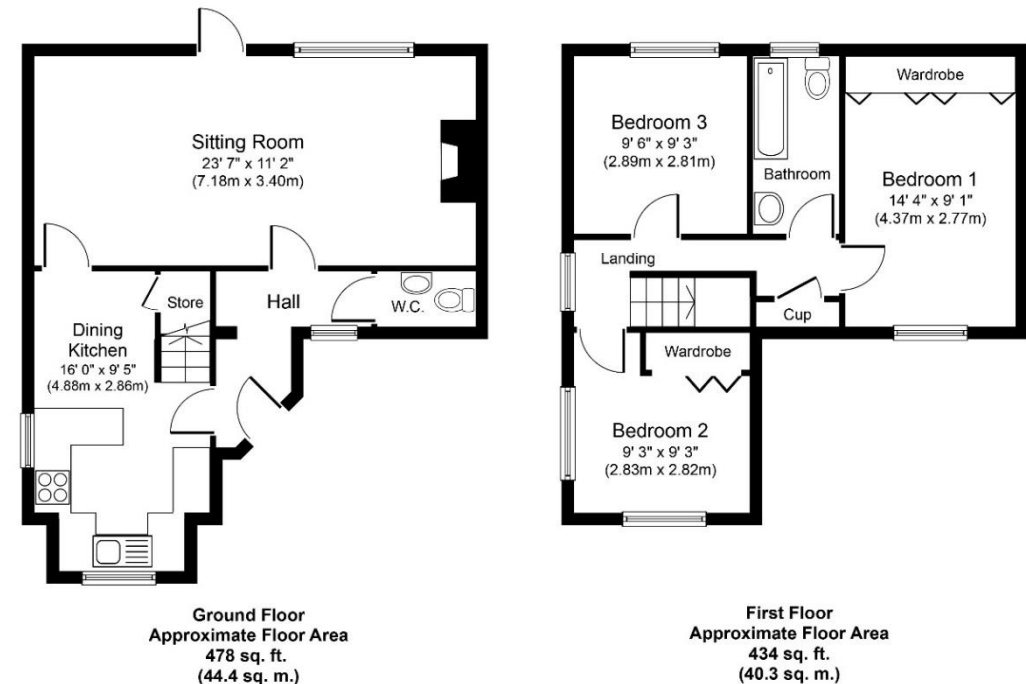 Sitting Room
23' 7" x 11' 2"
(7.18m x 3.40m)
Store
Hall
W.C.
Dining
Kitchen
16' 0" x 9' 5"
(4.88m x 2.86m)
Ground Floor
Approximate Floor Area
478 sq. ft.
(44.4 sq. m.)
Wardrobe
Bedroom 3
9' 6" x 9' 3"
(2.89m x 2.81m)
Bathroom
Bedroom 1
14' 4" x 9' 1"
(4.37m x 2.77m)
Landing
Cup
Wardrobe
Bedroom 2
9' 3" x 9' 3"
(2.83m x 2.82m)
First Floor
Approximate Floor Area
434 sq. ft.
(40.3 sq. m.)